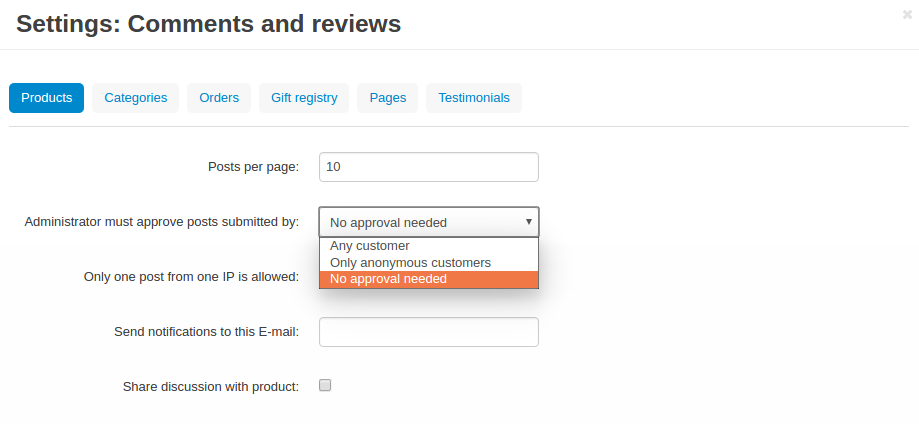 Settings: Comments and reviews
Products Categories Orders Gift registry Pages Testimonials
Posts per page: 10
Administrator must approve posts submitted by: No approval needed
Any customer
Only anonymous customers
No approval needed
Only one post from one IP is allowed:
Send notifications to this E-mail:
Share discussion with product: